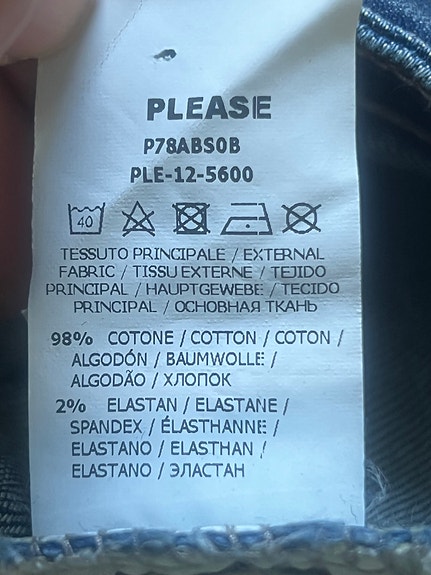 PLEASE
P78ABS0B
PLE-12-5600
40
TESSUTO PRINCIPALE / EXTERNAL
FABRIC / TISSU EXTERNE / TEJIDO
PRINCIPAL / HAUPTGEWEBE / TECIDO
PRINCIPAL / ОСНОВНАЯ ТКАНЬ
98% COTONE / COTTON / COTON /
ALGODÓN / BAUMWOLLE /
ALGODÃO / ХЛОПОК
2% ELASTAN / ELASTANE /
SPANDEX / ÉLASTHANNE /
ELASTANO / ELASTHAN /
ELASTANO / ЭЛАСТАН